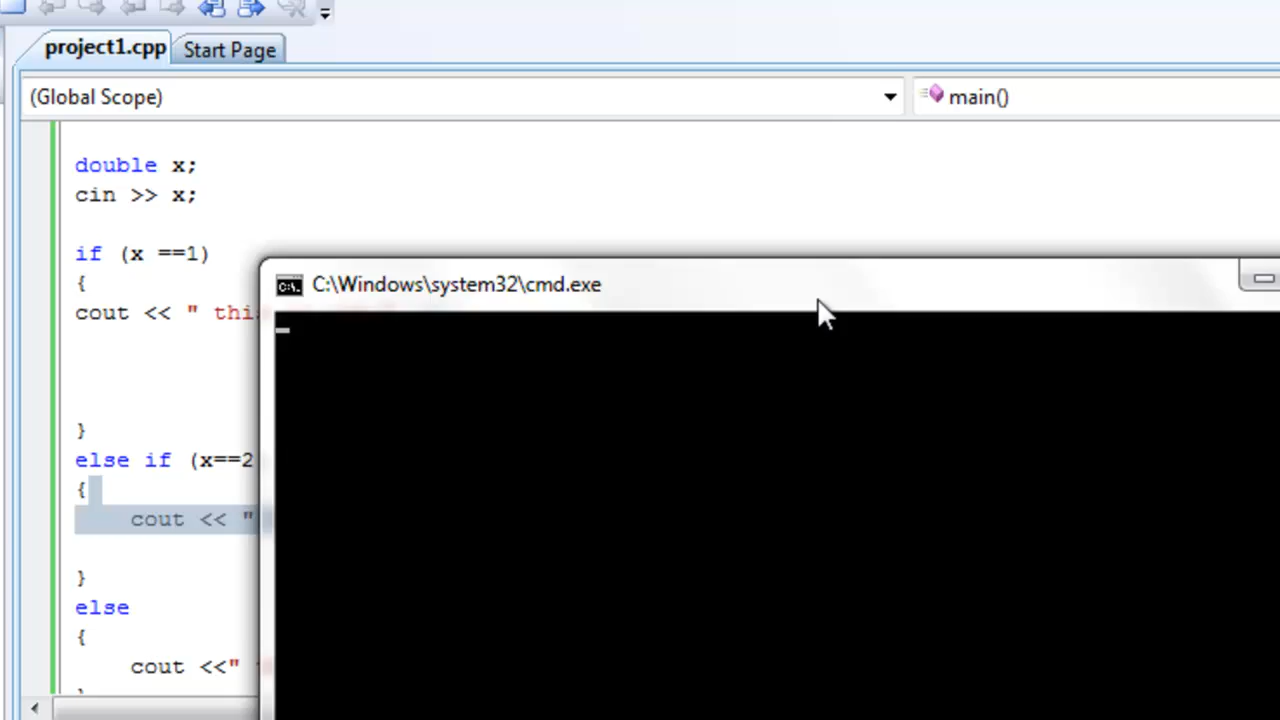 project1.cpp Start Page
(Global Scope) main()
double x;
cin >> x;
if (x ==1)
{
cout << " this
C:\Windows\system32\cmd.exe
}
else if (x==2
{
cout << "
}
else
{
cout <<"
}